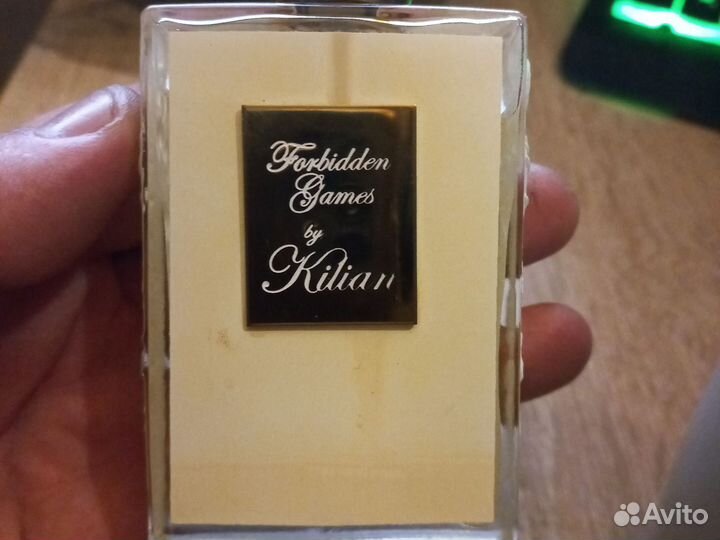 Forbidden
Games
by
Kilian
Avito